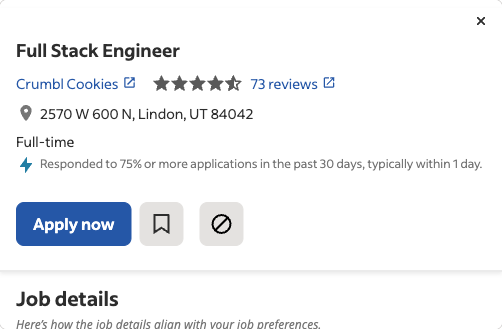 Full Stack Engineer
Crumbl Cookies 73 reviews
2570 W 600 N, Lindon, UT 84042
Full-time
Responded to 75% or more applications in the past 30 days, typically within 1 day.
Apply now
Job details
Here's how the job details align with your job preferences.